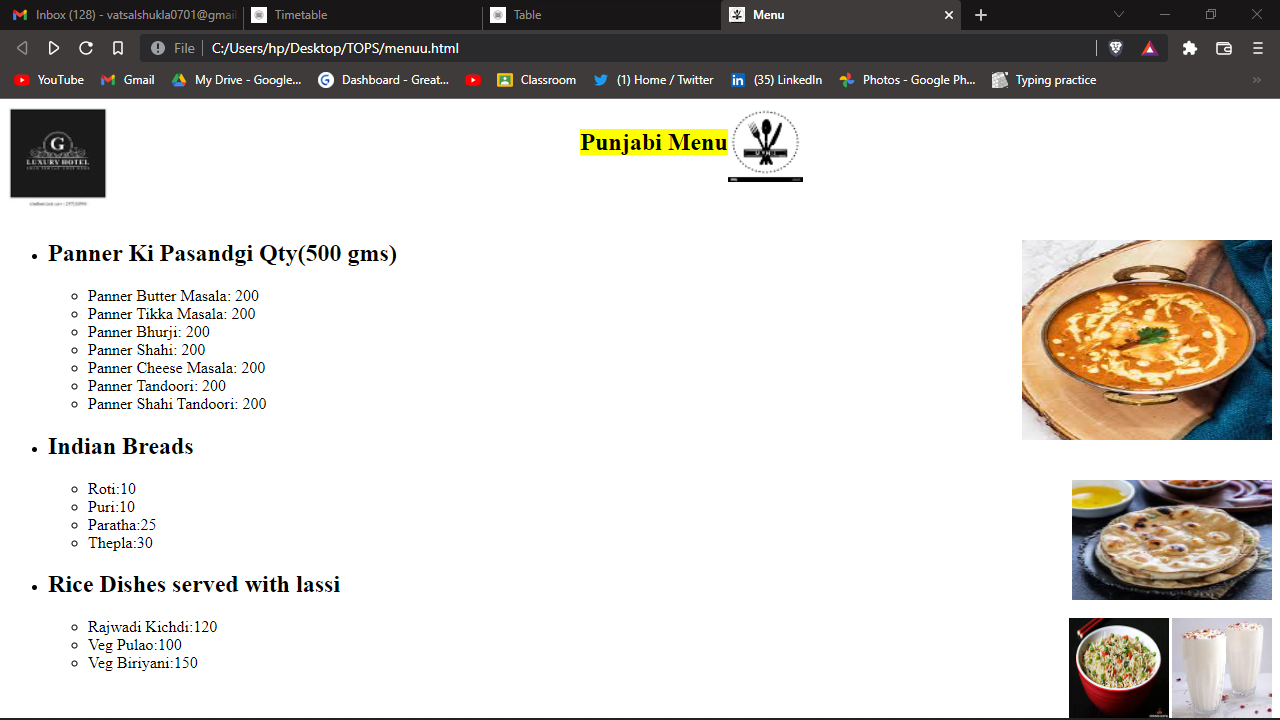 Inbox (128) - vatsalshukla0701@gmai
Timetable
Table
Menu
File
C:/Users/hp/Desktop/TOPS/menuu.html
YouTube
Gmail
My Drive - Google...
Dashboard - Great...
Classroom
(1) Home / Twitter
(35) LinkedIn
Photos - Google Ph...
Typing practice
G
LUXURY HOTEL
Punjabi Menu
Panner Ki Pasandgi Qty(500 gms)
Panner Butter Masala: 200
Panner Tikka Masala: 200
Panner Bhurji: 200
Panner Shahi: 200
Panner Cheese Masala: 200
Panner Tandoori: 200
Panner Shahi Tandoori: 200
Indian Breads
Roti:10
Puri:10
Paratha:25
Thepla:30
Rice Dishes served with lassi
Rajwadi Kichdi:120
Veg Pulao:100
Veg Biriyani:150